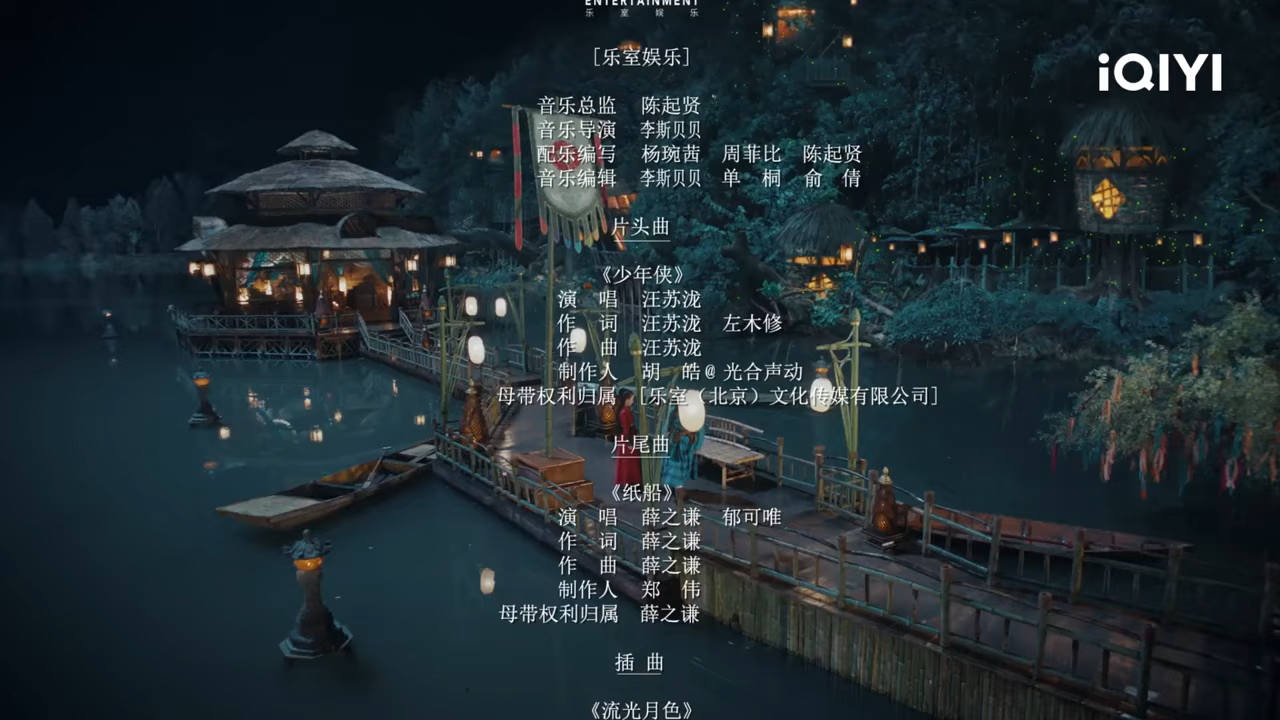 ENTERTAINMENT
乐室娱乐
[乐室娱乐]
iQIYI
音乐总监 陈起贤
音乐导演 李斯贝贝
配乐编写 杨琬茜 周菲比 陈起贤
音乐编辑 李斯贝贝 单桐 俞倩
片头曲
《少年侠》
演唱 汪苏泷
作词 汪苏泷 左木修
作曲 汪苏泷
制作人 胡皓@光合声动
母带权利归属 [乐室（北京）文化传媒有限公司]
片尾曲
《纸船》
演唱 薛之谦 郁可唯
作词 薛之谦
作曲 薛之谦
制作人 郑伟
母带权利归属 薛之谦
插曲
《流光月色》